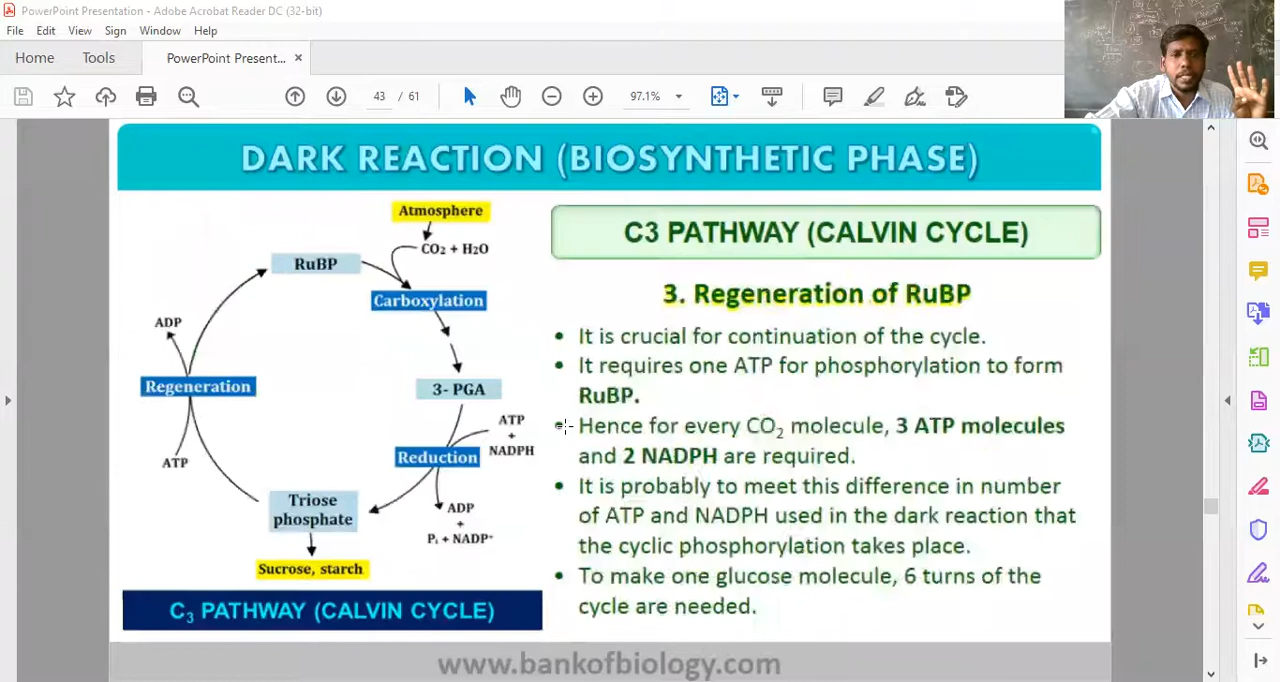 PowerPoint Presentation - Adobe Acrobat Reader DC (32-bit)
File Edit View Sign Window Help
Home Tools PowerPoint Present... ×
43 / 61 97.1%
DARK REACTION (BIOSYNTHETIC PHASE)
Atmosphere
CO₂ + H₂O
RuBP
Carboxylation
ADP
Regeneration
3- PGA
ATP
+
NADPH
Reduction
ATP
Triose
phosphate
ADP
+
Pᵢ + NADP⁺
Sucrose, starch
C₃ PATHWAY (CALVIN CYCLE)
C3 PATHWAY (CALVIN CYCLE)
3. Regeneration of RuBP
• It is crucial for continuation of the cycle.
• It requires one ATP for phosphorylation to form
RuBP.
• Hence for every CO₂ molecule, 3 ATP molecules
and 2 NADPH are required.
• It is probably to meet this difference in number
of ATP and NADPH used in the dark reaction that
the cyclic phosphorylation takes place.
• To make one glucose molecule, 6 turns of the
cycle are needed.
www.bankofbiology.com